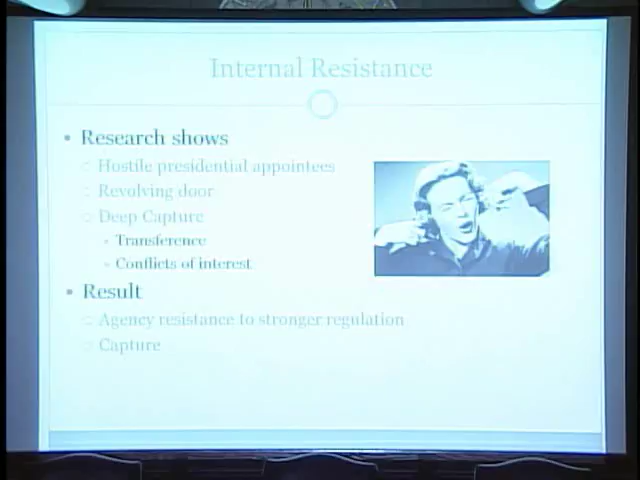 Internal Resistance
Research shows
Hostile presidential appointees
Revolving door
Deep Capture
Transference
Conflicts of interest
Result
Agency resistance to stronger regulation
Capture